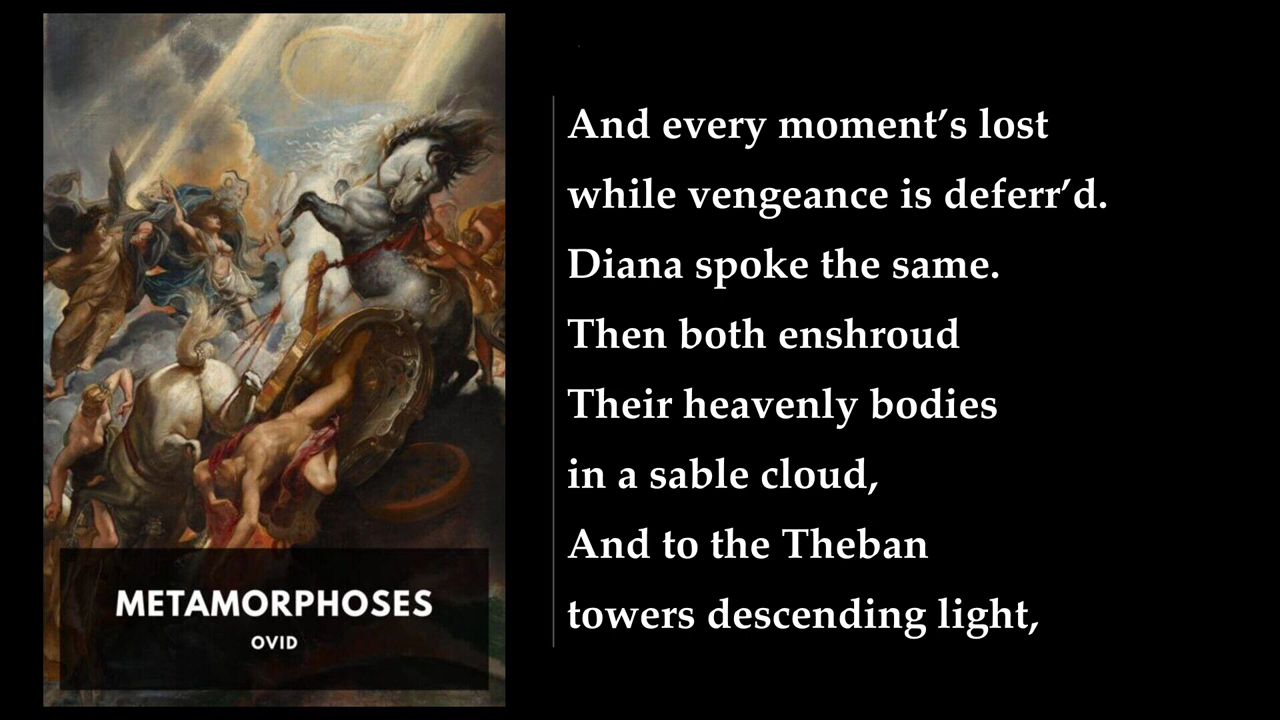 METAMORPHOSES
OVID
And every moment’s lost
while vengeance is deferr’d.
Diana spoke the same.
Then both enshroud
Their heavenly bodies
in a sable cloud,
And to the Theban
towers descending light,